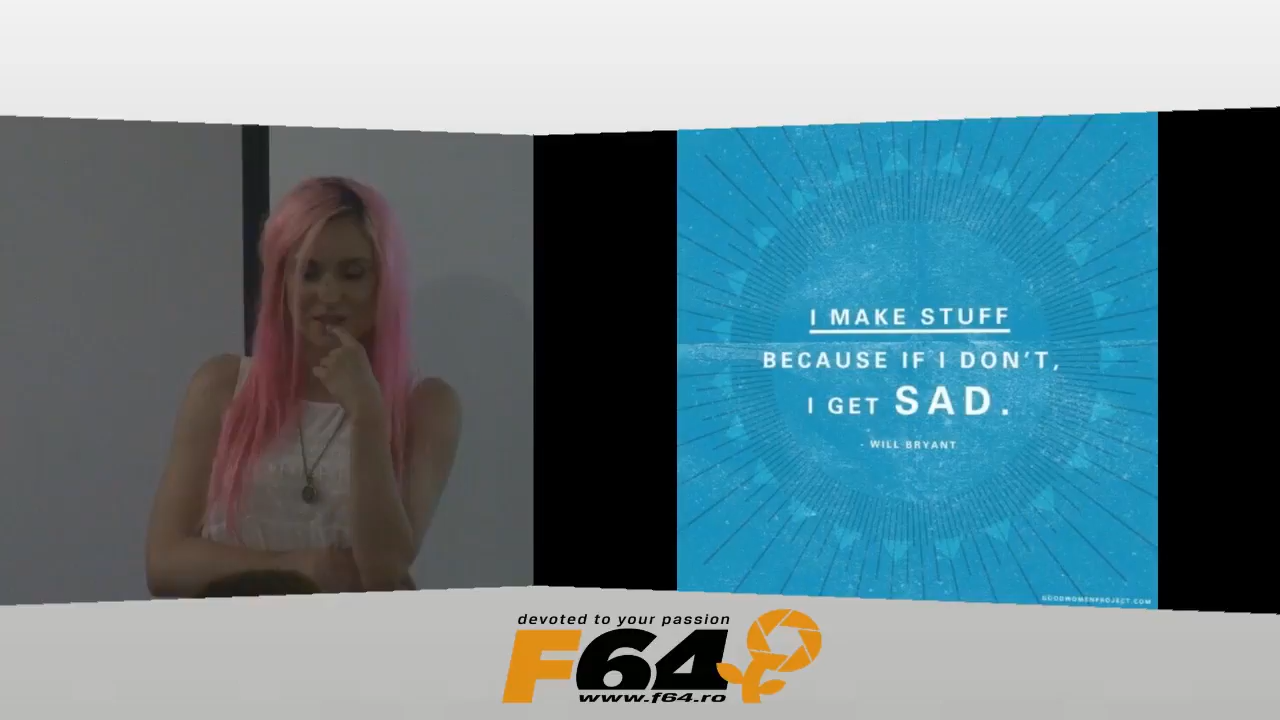 I MAKE STUFF
BECAUSE IF I DON'T,
I GET SAD.
- WILL BRYANT
GOODWOMENPROJECT.COM
devoted to your passion
F64
www.f64.ro